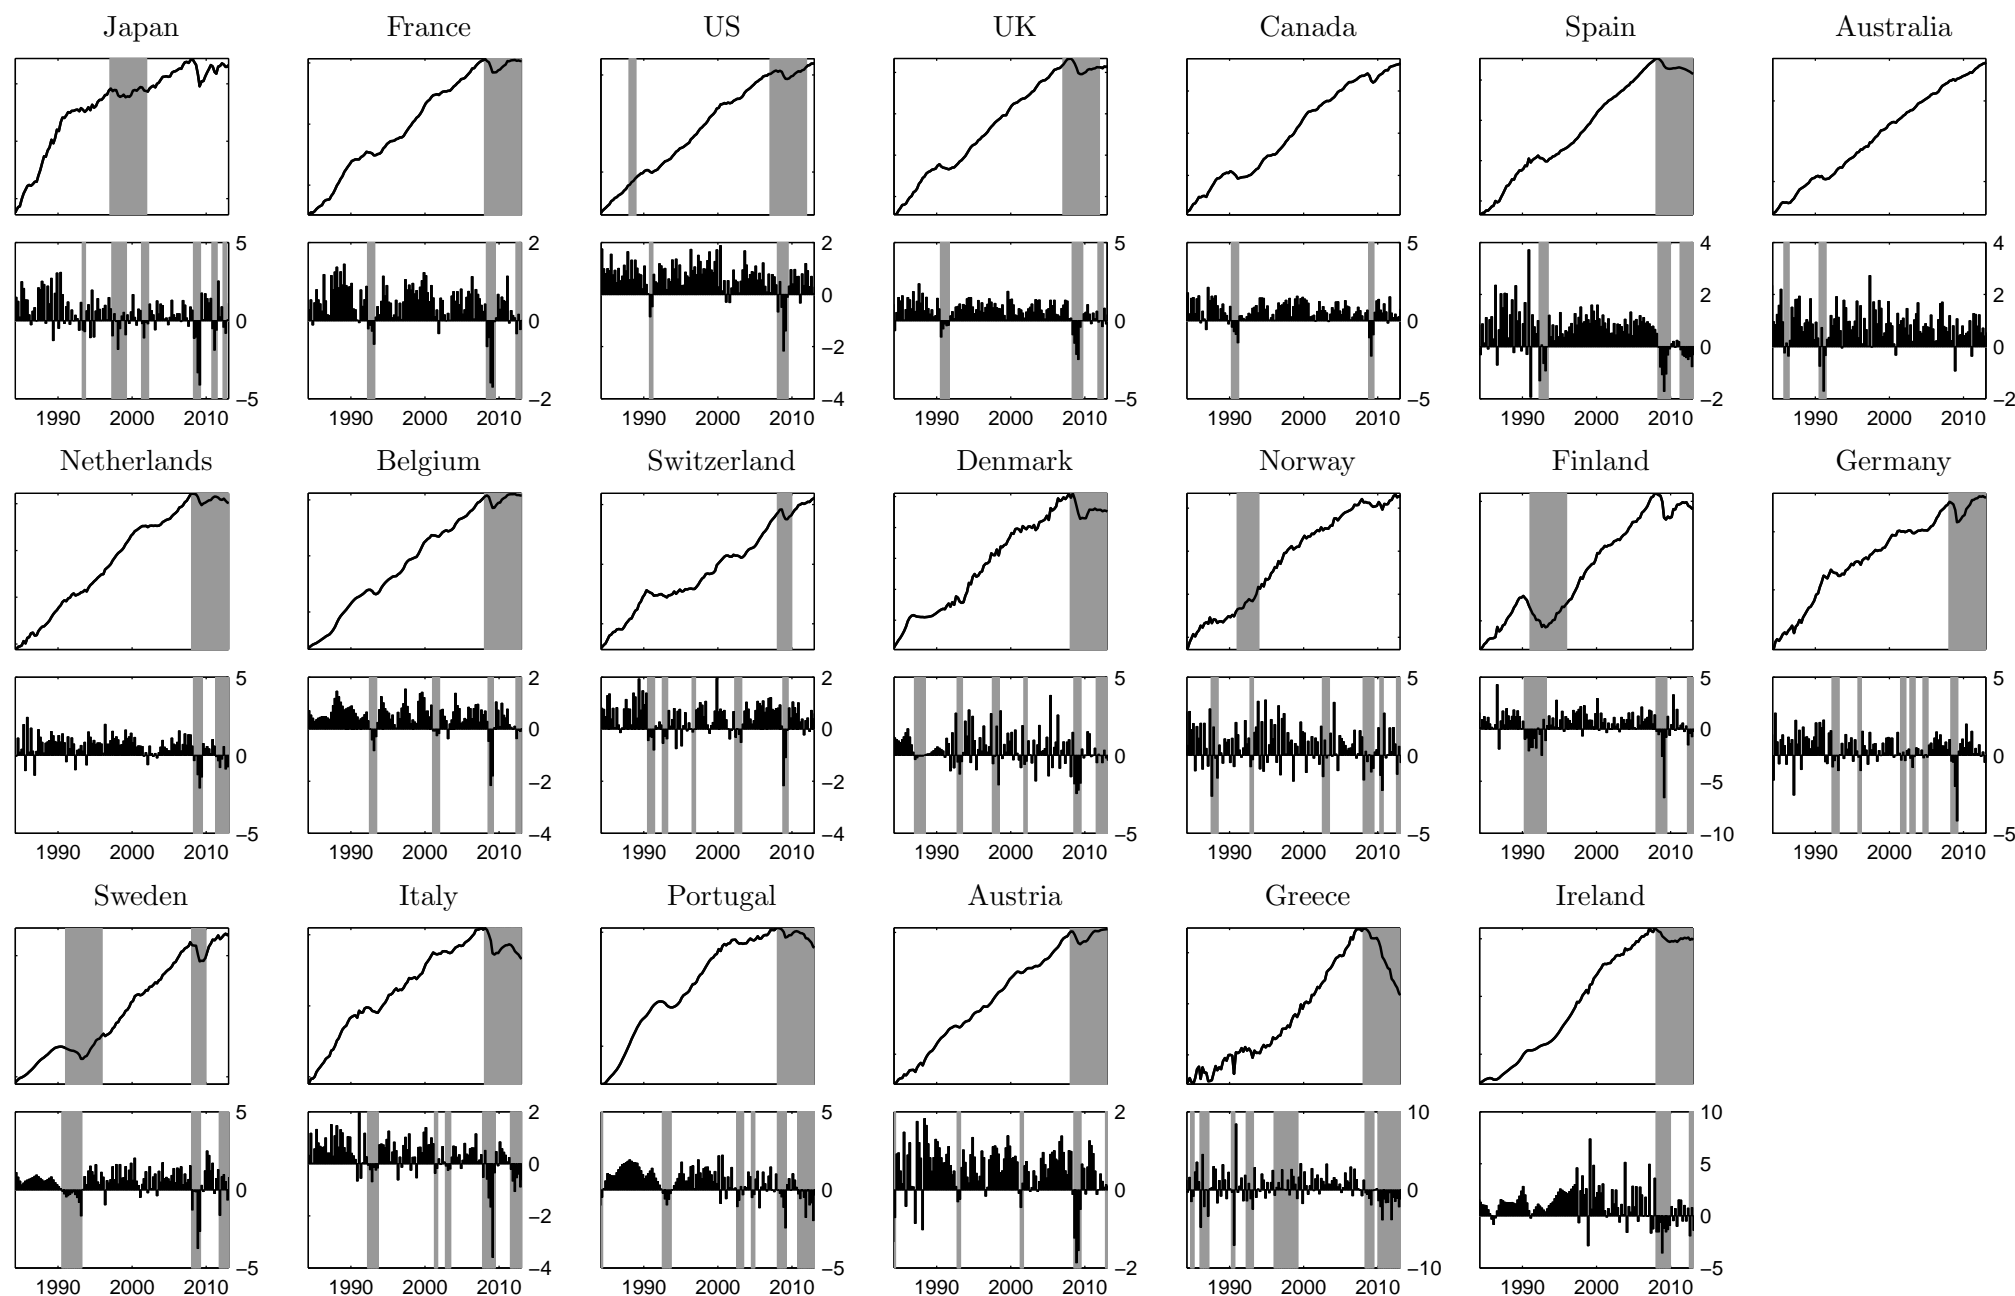 Japan France US UK Canada Spain Australia
5 2 2 5 5 4 4
0 0 0 0 0 2 2
−2 0 0
−5 −2 −4 −5 −5 −2 −2
1990 2000 2010 1990 2000 2010 1990 2000 2010 1990 2000 2010 1990 2000 2010 1990 2000 2010 1990 2000 2010
Netherlands Belgium Switzerland Denmark Norway Finland Germany
5 2 2 5 5 5 5
0 0 0 0 0 0 0
−2 −2 −5
−5 −4 −4 −5 −5 −10 −5
1990 2000 2010 1990 2000 2010 1990 2000 2010 1990 2000 2010 1990 2000 2010 1990 2000 2010 1990 2000 2010
Sweden Italy Portugal Austria Greece Ireland
5 2 5 2 10 10
0 0 0 0 0 5
−2 0
−5 −4 −5 −2 −10 −5
1990 2000 2010 1990 2000 2010 1990 2000 2010 1990 2000 2010 1990 2000 2010 1990 2000 2010